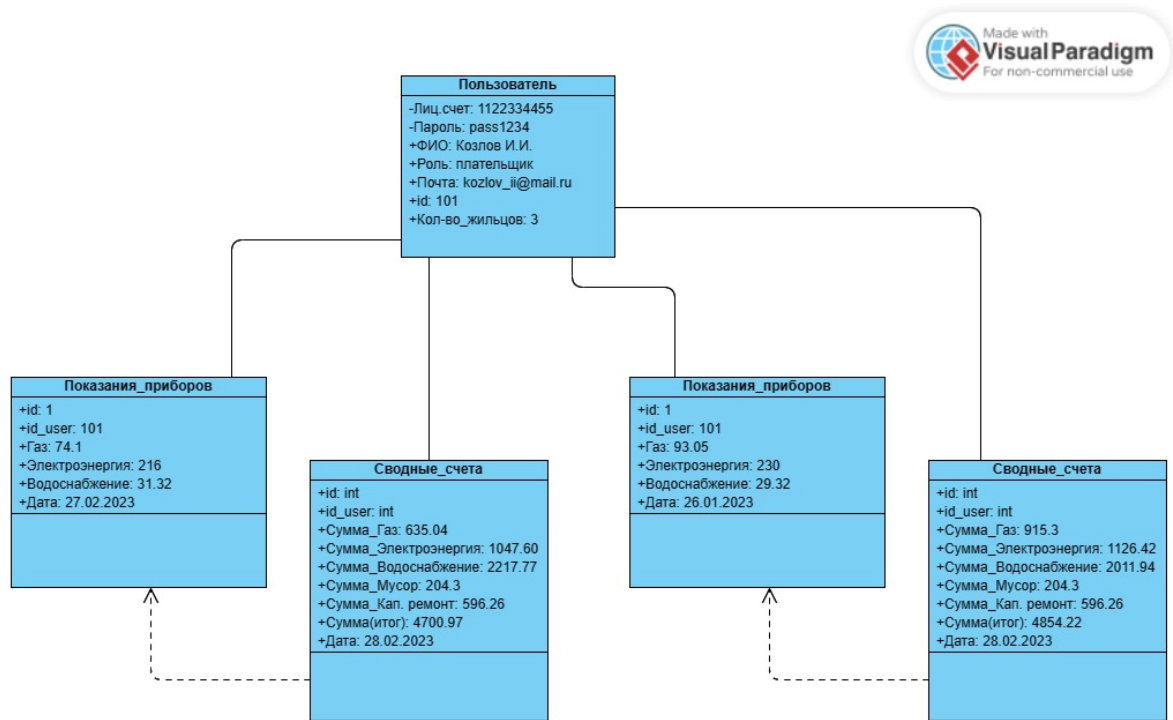 Made with
Visual Paradigm
For non-commercial use
Пользователь
-Лиц.счет: 1122334455
-Пароль: pass1234
+ФИО: Козлов И.И.
+Роль: плательщик
+Почта: kozlov_ii@mail.ru
+id: 101
+Кол-во_жильцов: 3
Показания_приборов
+id: 1
+id_user: 101
+Газ: 74.1
+Электроэнергия: 216
+Водоснабжение: 31.32
+Дата: 27.02.2023
Сводные_счета
+id: int
+id_user: int
+Сумма_Газ: 635.04
+Сумма_Электроэнергия: 1047.60
+Сумма_Водоснабжение: 2217.77
+Сумма_Мусор: 204.3
+Сумма_Кап. ремонт: 596.26
+Сумма(итог): 4700.97
+Дата: 28.02.2023
Показания_приборов
+id: 1
+id_user: 101
+Газ: 93.05
+Электроэнергия: 230
+Водоснабжение: 29.32
+Дата: 26.01.2023
Сводные_счета
+id: int
+id_user: int
+Сумма_Газ: 915.3
+Сумма_Электроэнергия: 1126.42
+Сумма_Водоснабжение: 2011.94
+Сумма_Мусор: 204.3
+Сумма_Кап. ремонт: 596.26
+Сумма(итог): 4854.22
+Дата: 28.02.2023